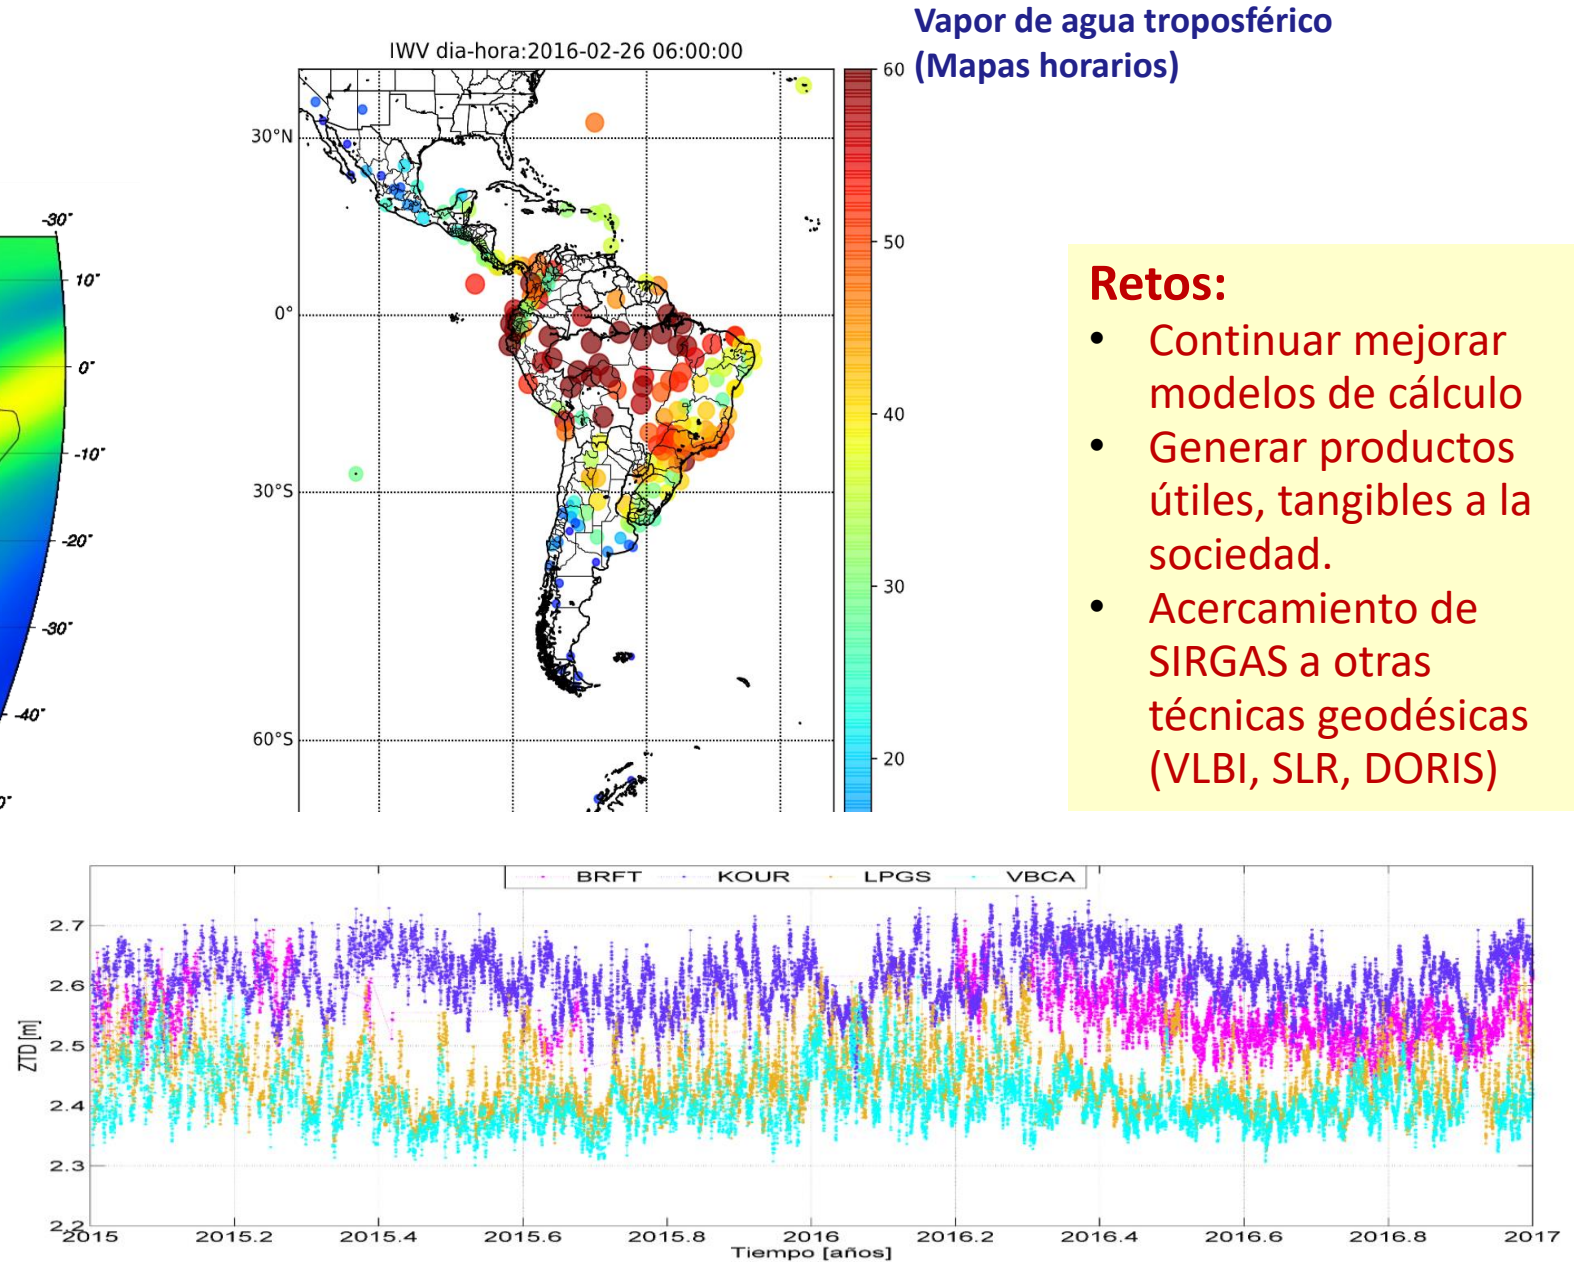 Vapor de agua troposférico
(Mapas horarios)
IWV dia-hora:2016-02-26 06:00:00
60
50
40
30
20
30°N
0°
30°S
60°S
-30°
10°
0°
-10°
-20°
-30°
-40°
Retos:
• Continuar mejorar
modelos de cálculo
• Generar productos
útiles, tangibles a la
sociedad.
• Acercamiento de
SIRGAS a otras
técnicas geodésicas
(VLBI, SLR, DORIS)
BRFT KOUR LPGS VBCA
ZTD [m]
2.7
2.6
2.5
2.4
2.3
2.2
2015 2015.2 2015.4 2015.6 2015.8 2016 2016.2 2016.4 2016.6 2016.8 2017
Tiempo [años]